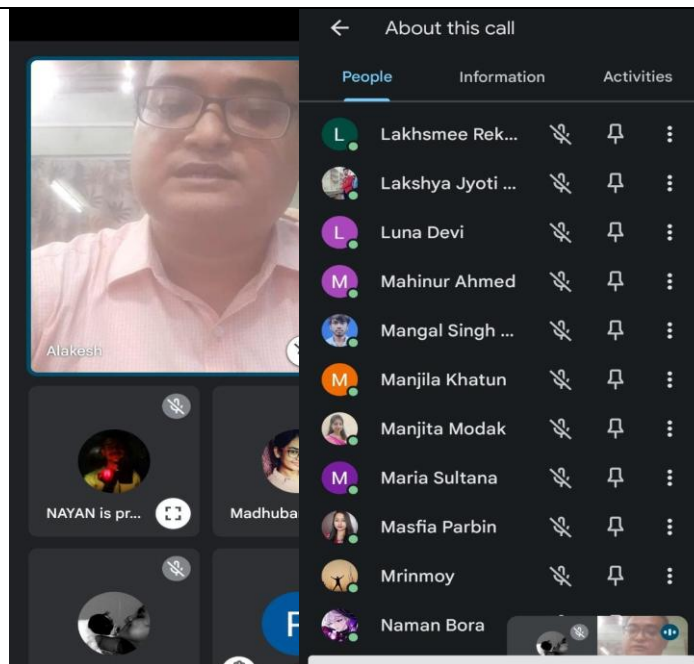 Alakesh
NAYAN is pr...
Madhuba
F
About this call
People Information Activities
L Lakhsmee Rek...
Lakshya Jyoti ...
L Luna Devi
M Mahinur Ahmed
Mangal Singh ...
M Manjila Khatun
Manjita Modak
M Maria Sultana
Masfia Parbin
Mrinmoy
Naman Bora